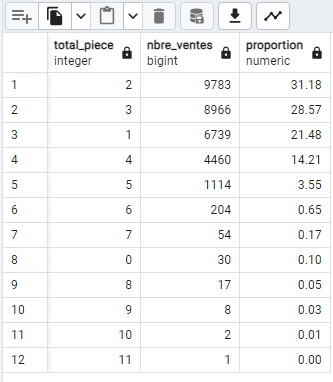 total_piece nbre_ventes proportion
integer bigint numeric
1 2 9783 31.18
2 3 8966 28.57
3 1 6739 21.48
4 4 4460 14.21
5 5 1114 3.55
6 6 204 0.65
7 7 54 0.17
8 0 30 0.10
9 8 17 0.05
10 9 8 0.03
11 10 2 0.01
12 11 1 0.00